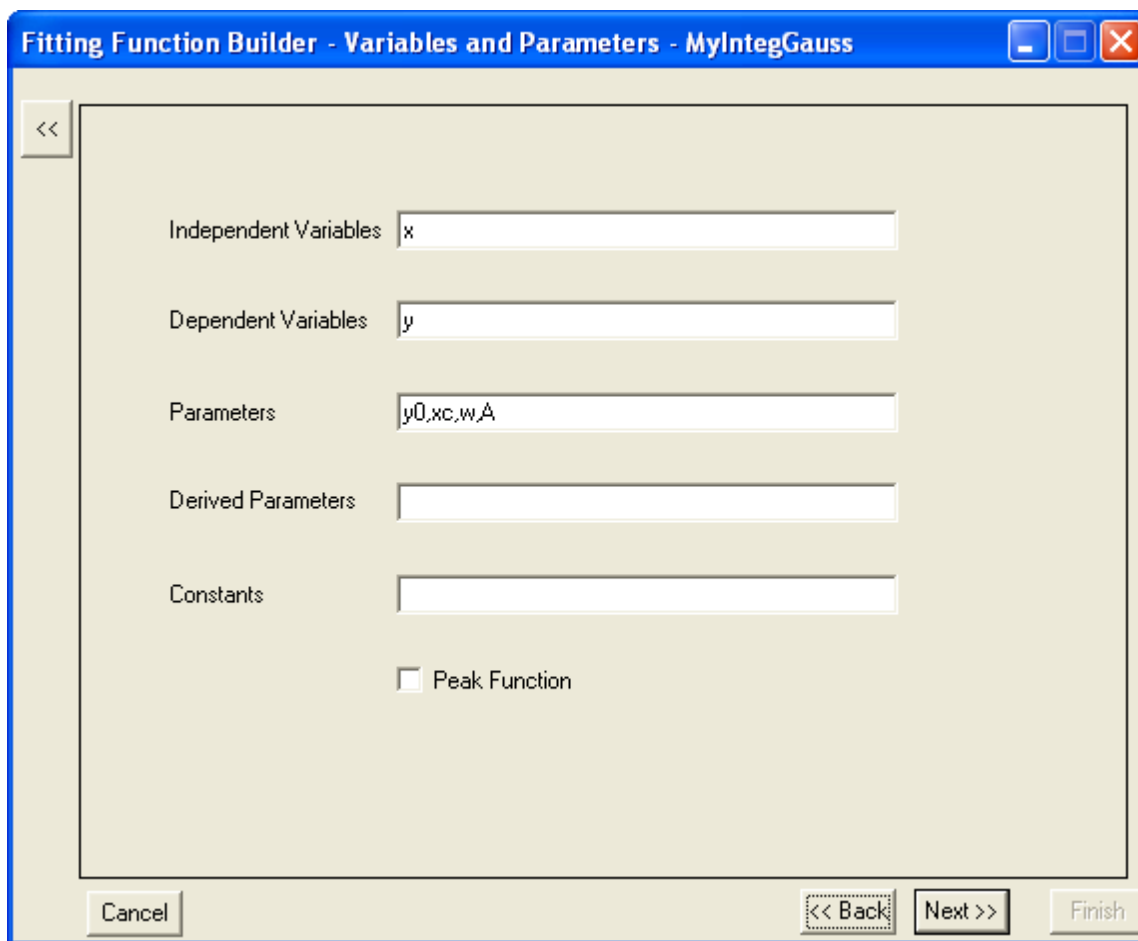 Fitting Function Builder - Variables and Parameters - MyIntegGauss
<<
Independent Variables x
Dependent Variables y
Parameters y0,xc,w,A
Derived Parameters
Constants
Peak Function
Cancel << Back Next >> Finish